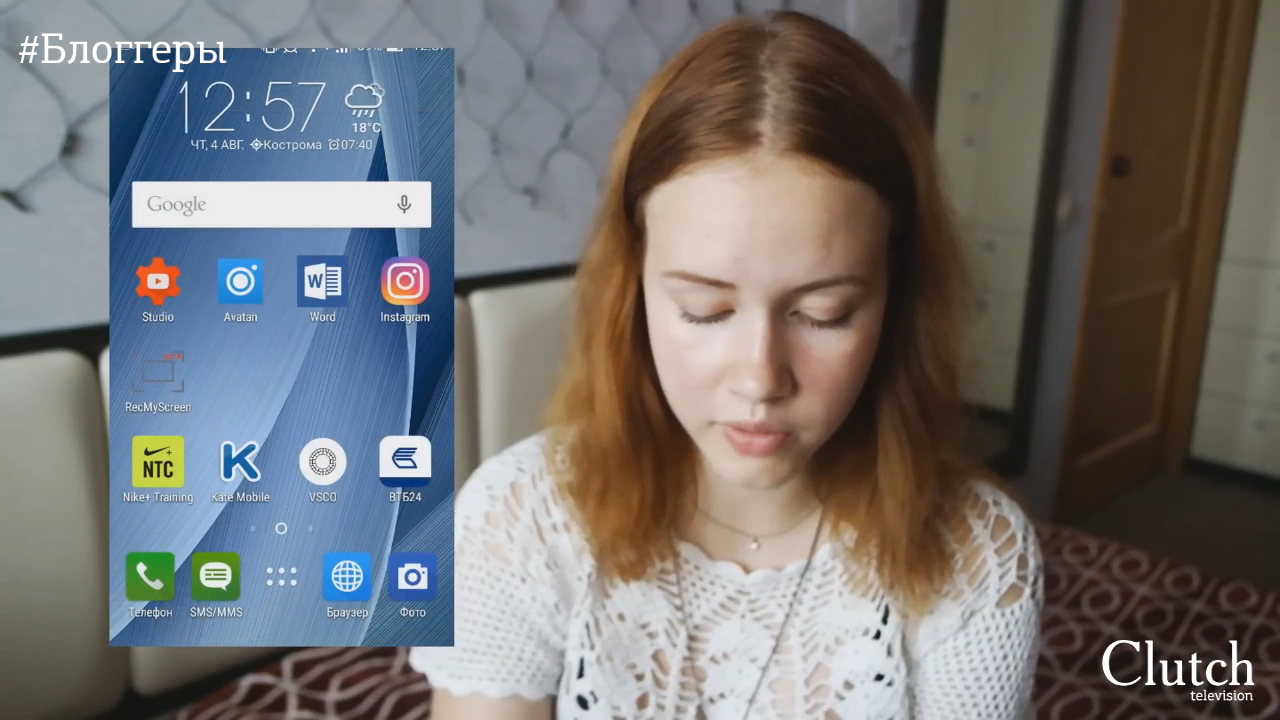 #Блоггеры
12:57
18°C
ЧТ, 4 АВГ. Кострома 07:40
Google
Studio Avatan Word Instagram
RecMyScreen
NTC
Nike+ Training Kate Mobile VSCO ВТБ24
Телефон SMS/MMS Браузер Фото
Clutch
television